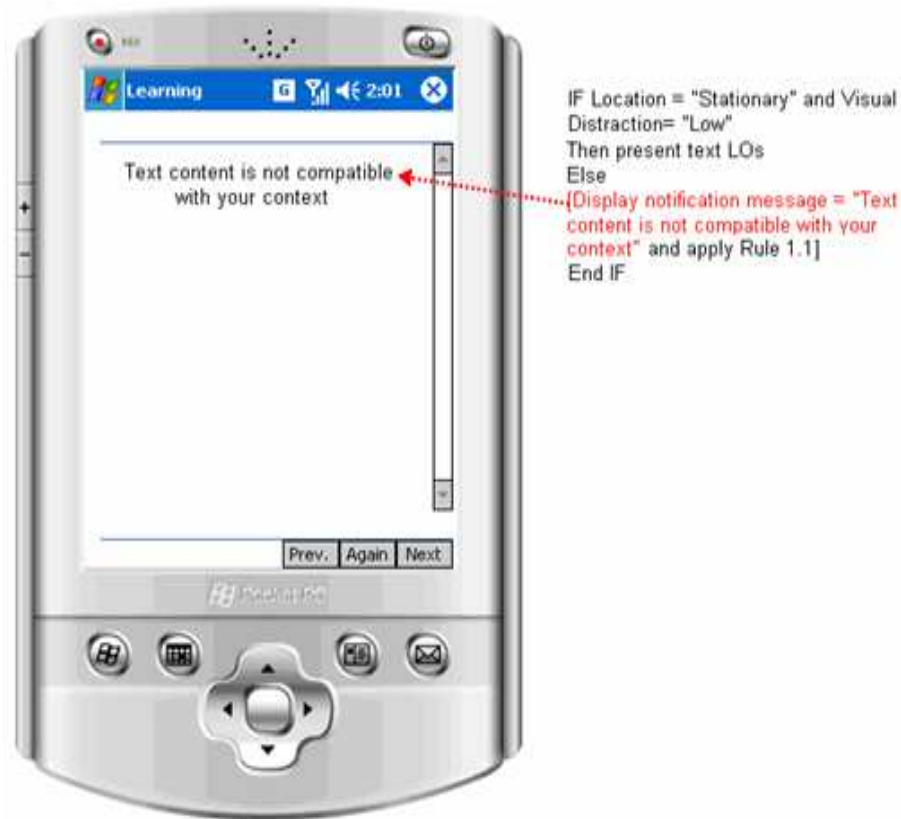 Learning G 2:01
Text content is not compatible
with your context
Prev. Again Next
Pocket PC
IF Location = "Stationary" and Visual
Distraction= "Low"
Then present text LOs
Else
[Display notification message = "Text
content is not compatible with your
context" and apply Rule 1.1]
End IF